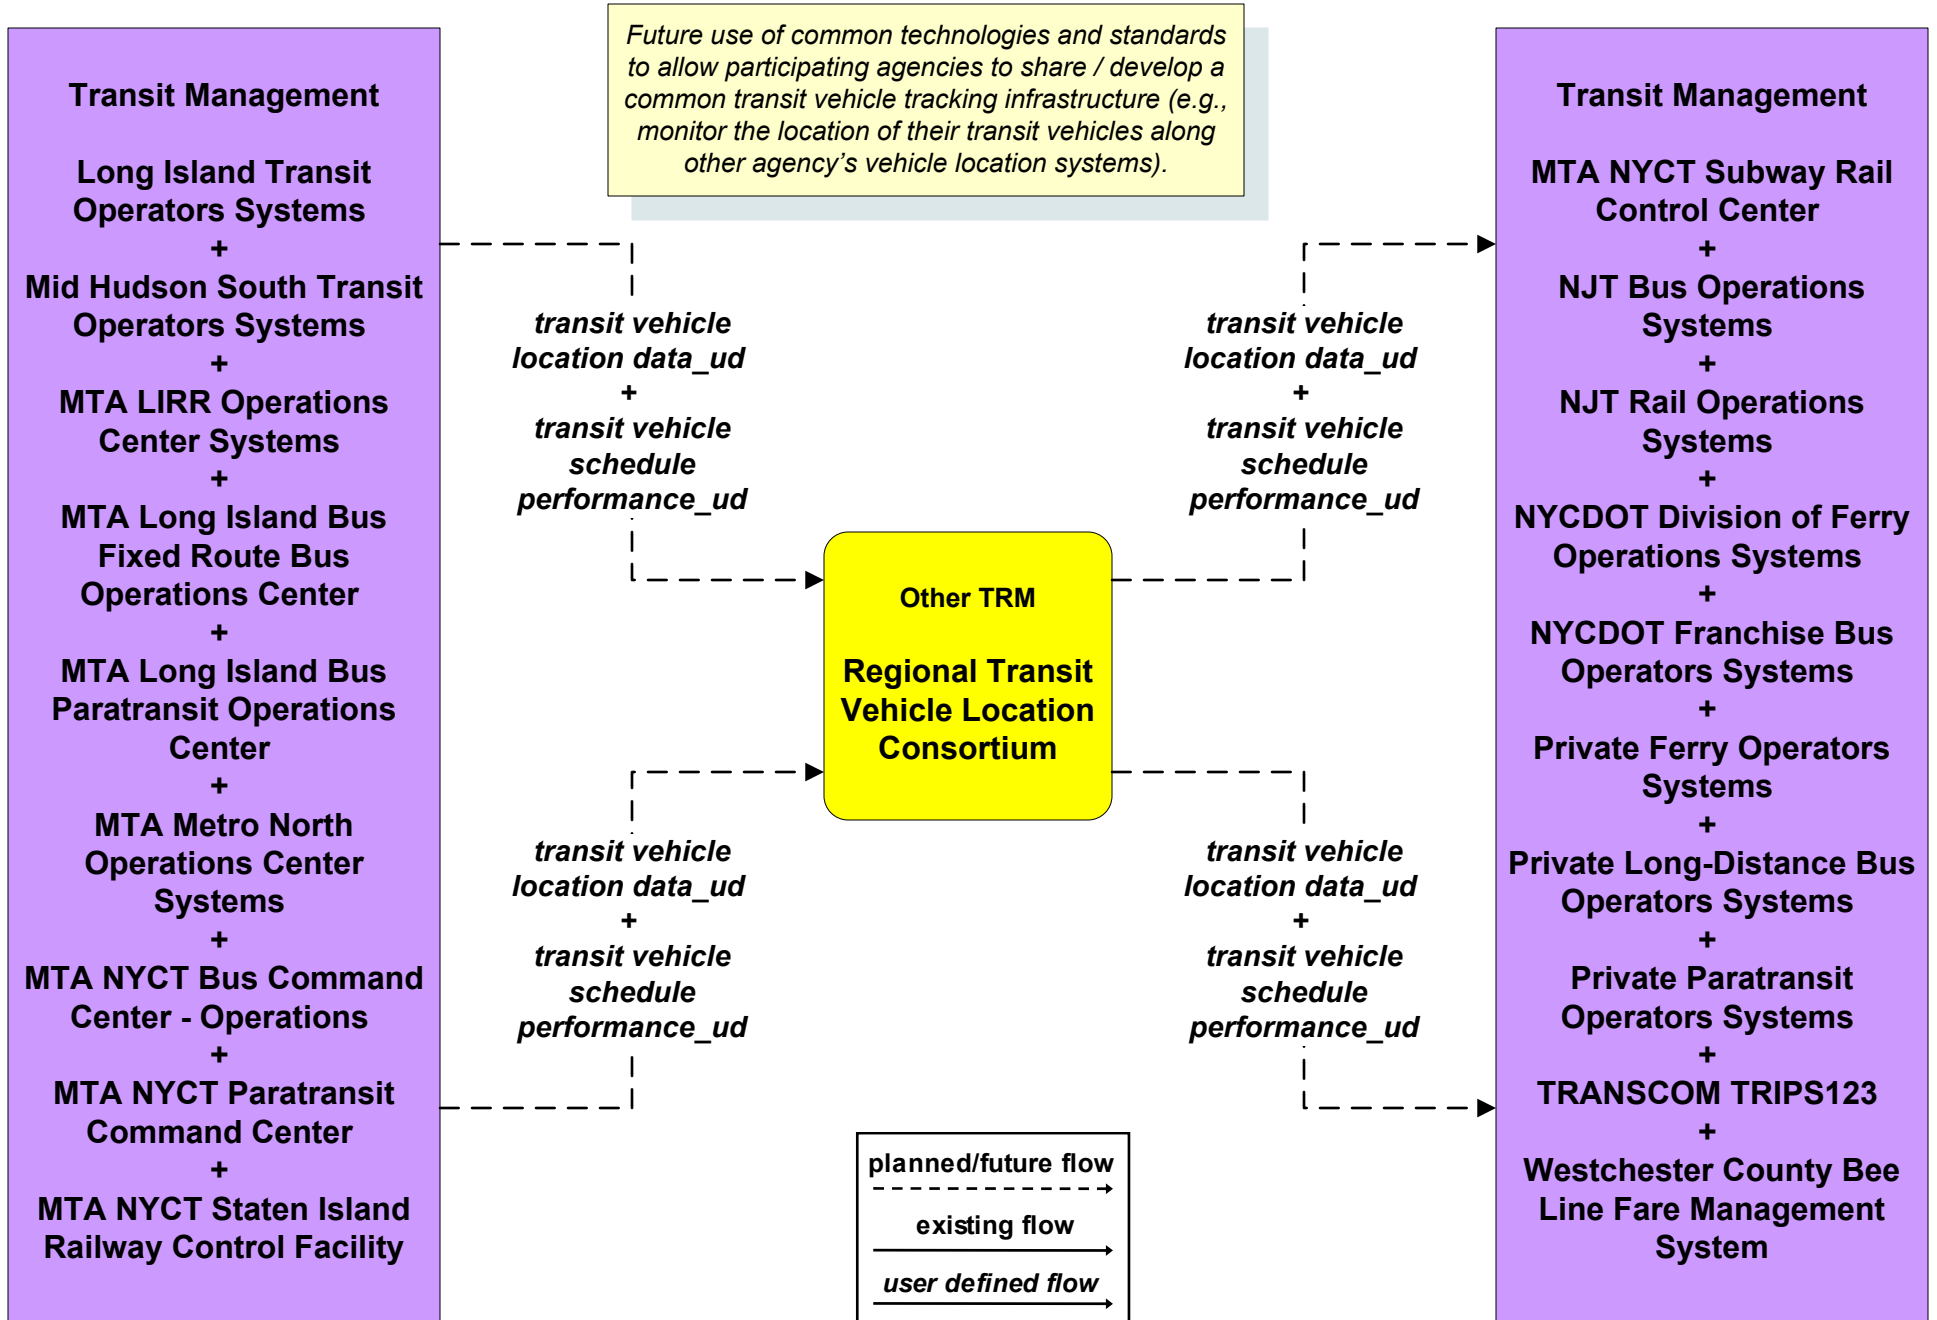 Future use of common technologies and standards
to allow participating agencies to share / develop a
common transit vehicle tracking infrastructure (e.g.,
monitor the location of their transit vehicles along
other agency’s vehicle location systems).
Transit Management
Long Island Transit
Operators Systems
+
Mid Hudson South Transit
Operators Systems
+
MTA LIRR Operations
Center Systems
+
MTA Long Island Bus
Fixed Route Bus
Operations Center
+
MTA Long Island Bus
Paratransit Operations
Center
+
MTA Metro North
Operations Center
Systems
+
MTA NYCT Bus Command
Center - Operations
+
MTA NYCT Paratransit
Command Center
+
MTA NYCT Staten Island
Railway Control Facility
transit vehicle
location data_ud
+
transit vehicle
schedule
performance_ud
transit vehicle
location data_ud
+
transit vehicle
schedule
performance_ud
Other TRM
Regional Transit
Vehicle Location
Consortium
transit vehicle
location data_ud
+
transit vehicle
schedule
performance_ud
transit vehicle
location data_ud
+
transit vehicle
schedule
performance_ud
Transit Management
MTA NYCT Subway Rail
Control Center
+
NJT Bus Operations
Systems
+
NJT Rail Operations
Systems
+
NYCDOT Division of Ferry
Operations Systems
+
NYCDOT Franchise Bus
Operators Systems
+
Private Ferry Operators
Systems
+
Private Long-Distance Bus
Operators Systems
+
Private Paratransit
Operators Systems
+
TRANSCOM TRIPS123
+
Westchester County Bee
Line Fare Management
System
planned/future flow
existing flow
user defined flow